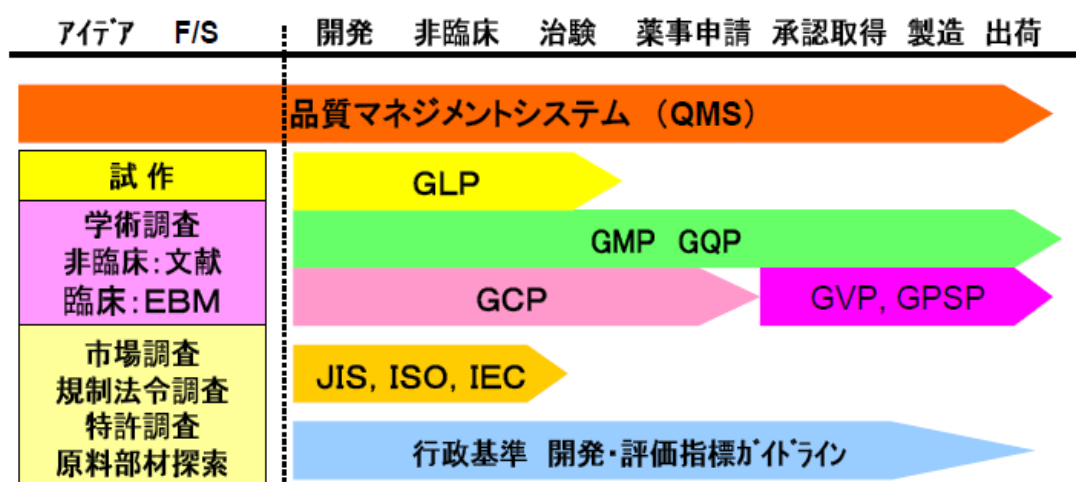 アイデア F/S 開発 非臨床 治験 薬事申請 承認取得 製造 出荷
品質マネジメントシステム （QMS）
試作
GLP
学術調査
非臨床：文献
臨床：EBM
GMP GQP
GCP
GVP, GPSP
市場調査
規制法令調査
特許調査
原料部材探索
JIS, ISO, IEC
行政基準 開発・評価指標ガイドライン